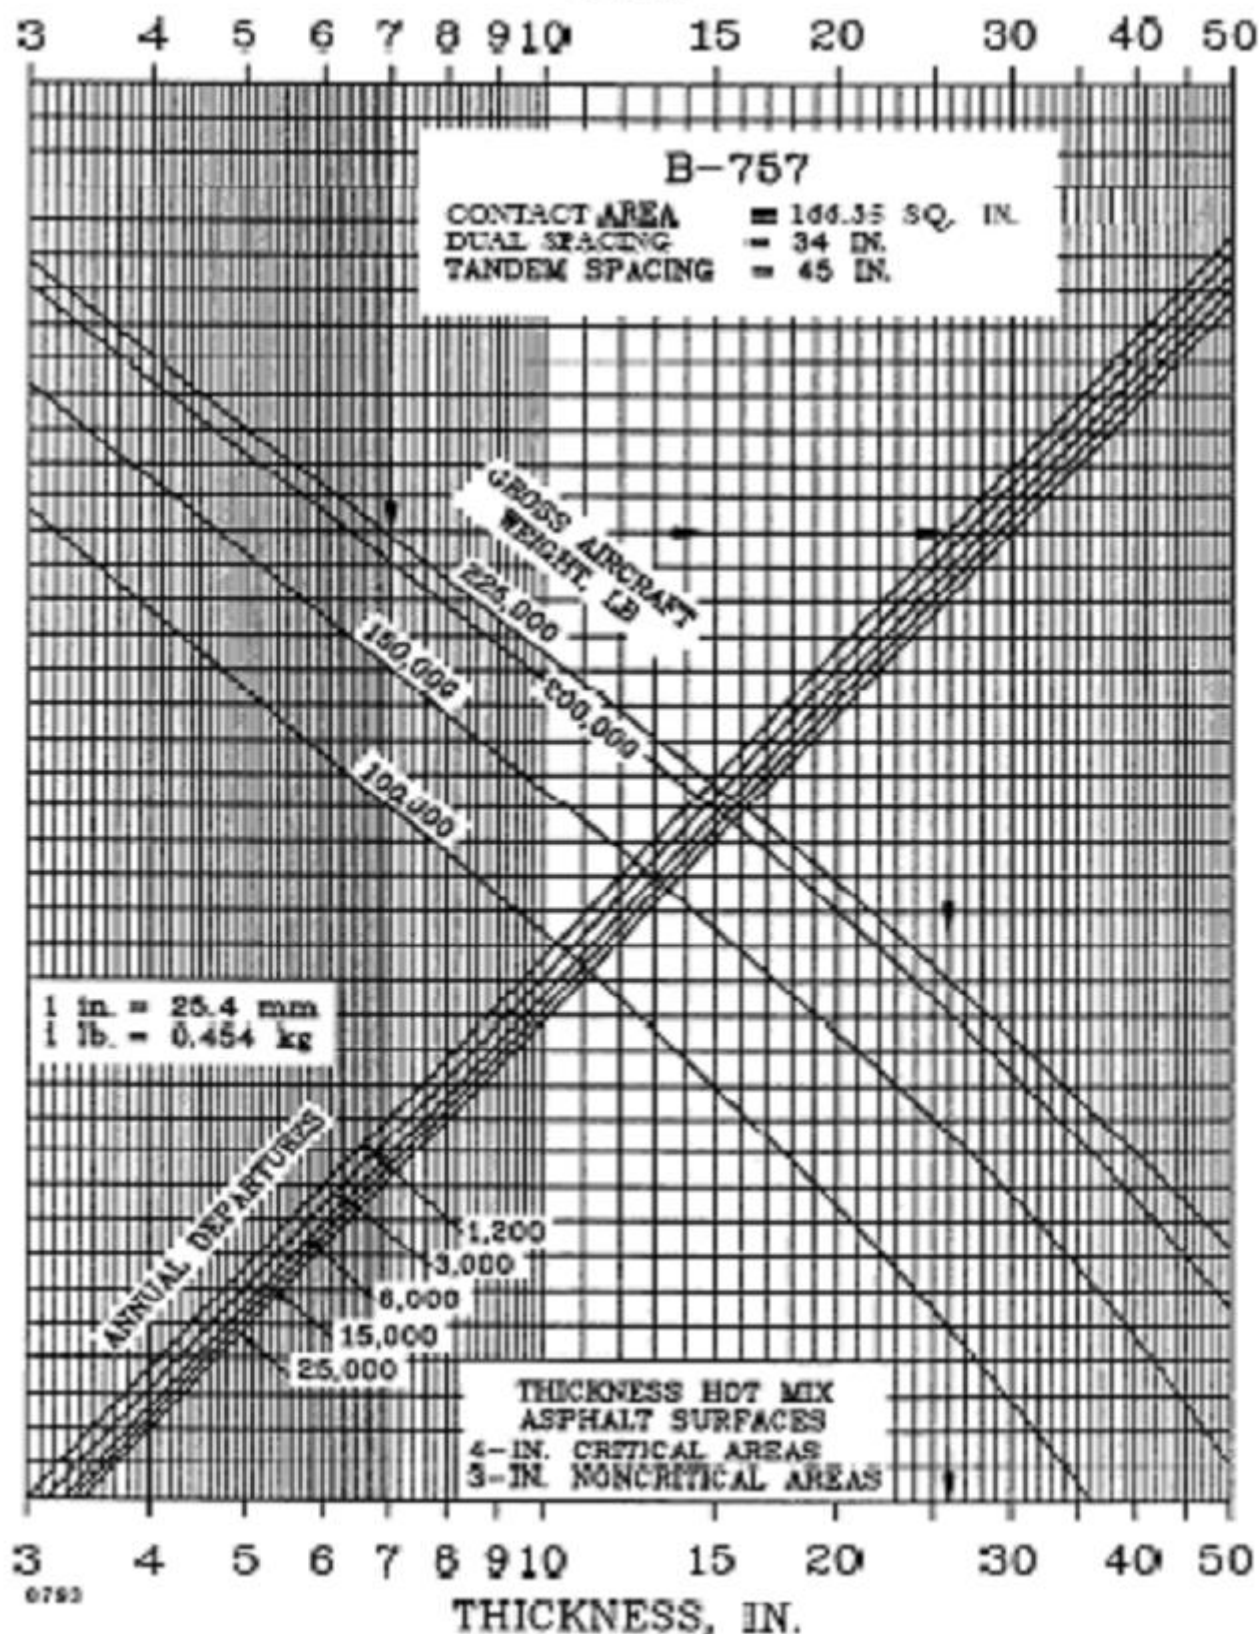 3 4 5 6 7 8 9 10 15 20 30 40 50
B-757
CONTACT AREA = 166.35 SQ. IN.
DUAL SPACING = 34 IN.
TANDEM SPACING = 45 IN.
GROSS AIRCRAFT
WEIGHT, LB
225,000
200,000
150,000
100,000
1 in. = 25.4 mm
1 lb. = 0.454 kg
ANNUAL DEPARTURES
1,200
3,000
6,000
15,000
25,000
THICKNESS HOT MIX
ASPHALT SURFACES
4-IN. CRITICAL AREAS
3-IN. NONCRITICAL AREAS
3 4 5 6 7 8 9 10 15 20 30 40 50
0793
THICKNESS, IN.